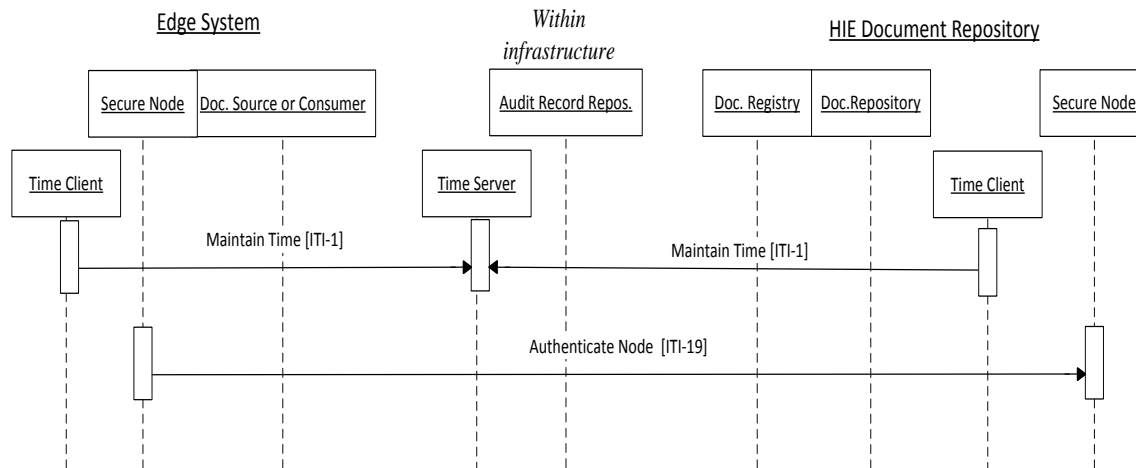 Edge System
Within
infrastructure
HIE Document Repository
Secure Node
Doc. Source or Consumer
Audit Record Repos.
Doc. Registry
Doc.Repository
Secure Node
Time Client
Time Server
Time Client
Maintain Time [ITI-1]
Maintain Time [ITI-1]
Authenticate Node [ITI-19]